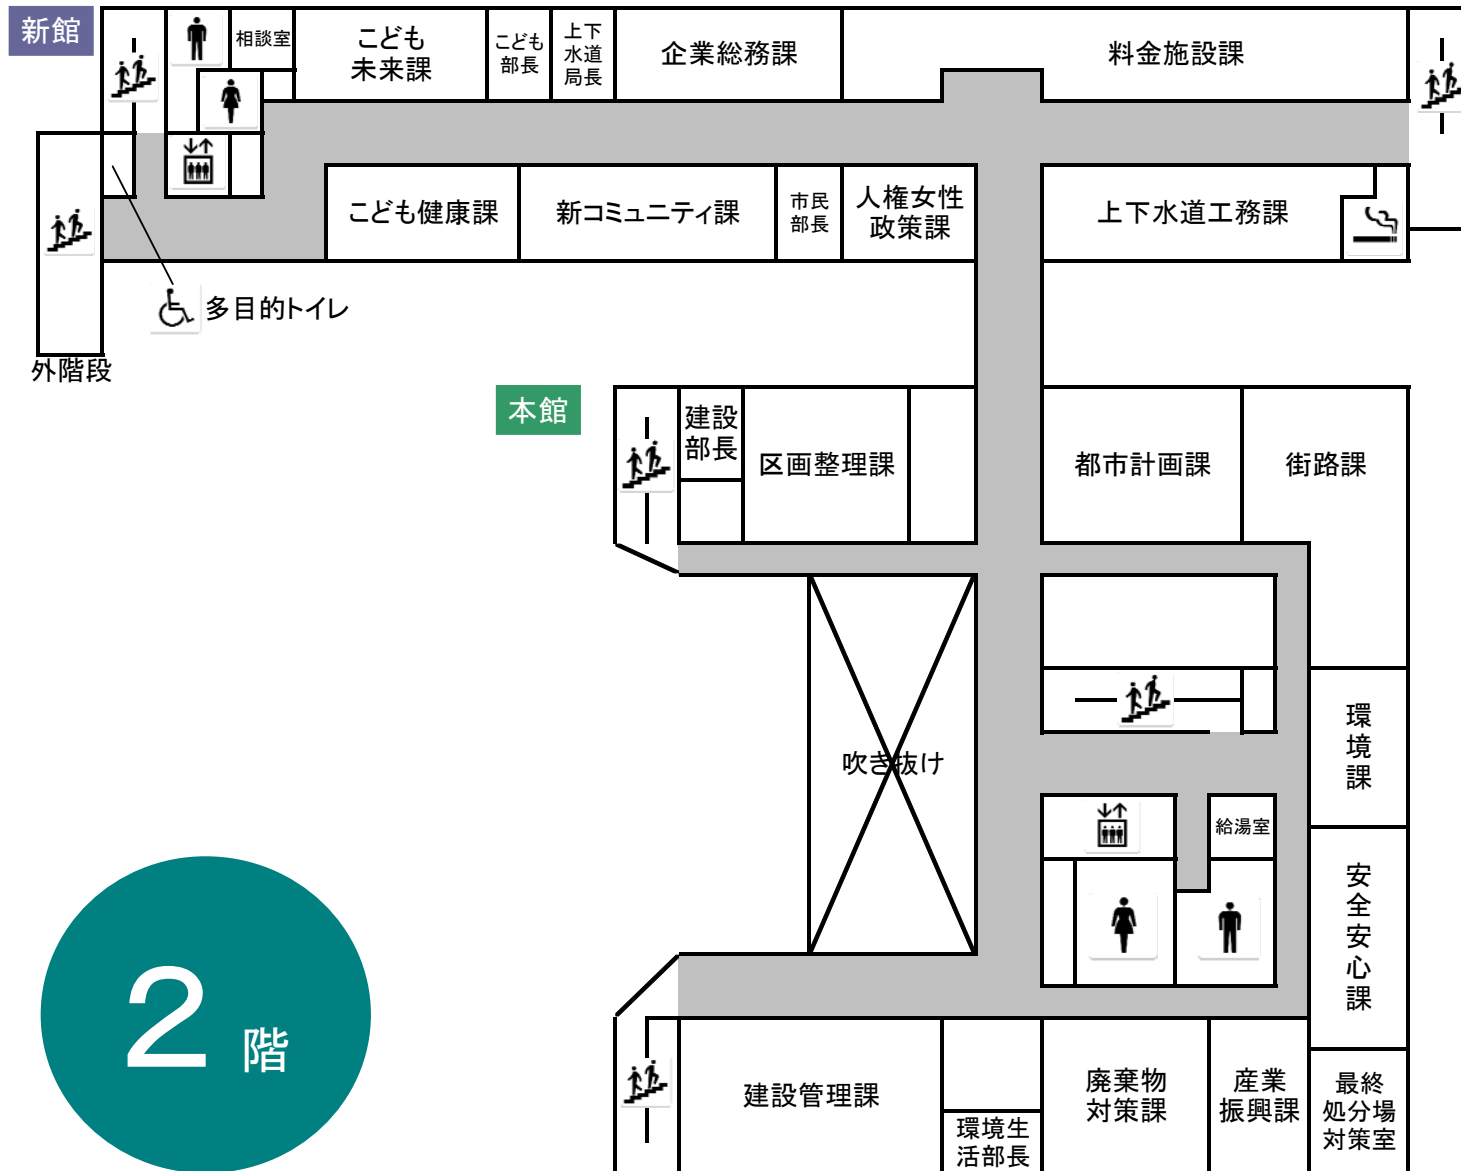 新館
相談室
こども
未来課
こども
部長
上下
水道
局長
企業総務課
料金施設課
こども健康課
新コミュニティ課
市民
部長
人権女性
政策課
上下水道工務課
多目的トイレ
外階段
本館
建設
部長
区画整理課
都市計画課
街路課
環
境
課
吹き抜け
給湯室
安
全
安
心
課
2 階
建設管理課
環境生
活部長
廃棄物
対策課
産業
振興課
最終
処分場
対策室